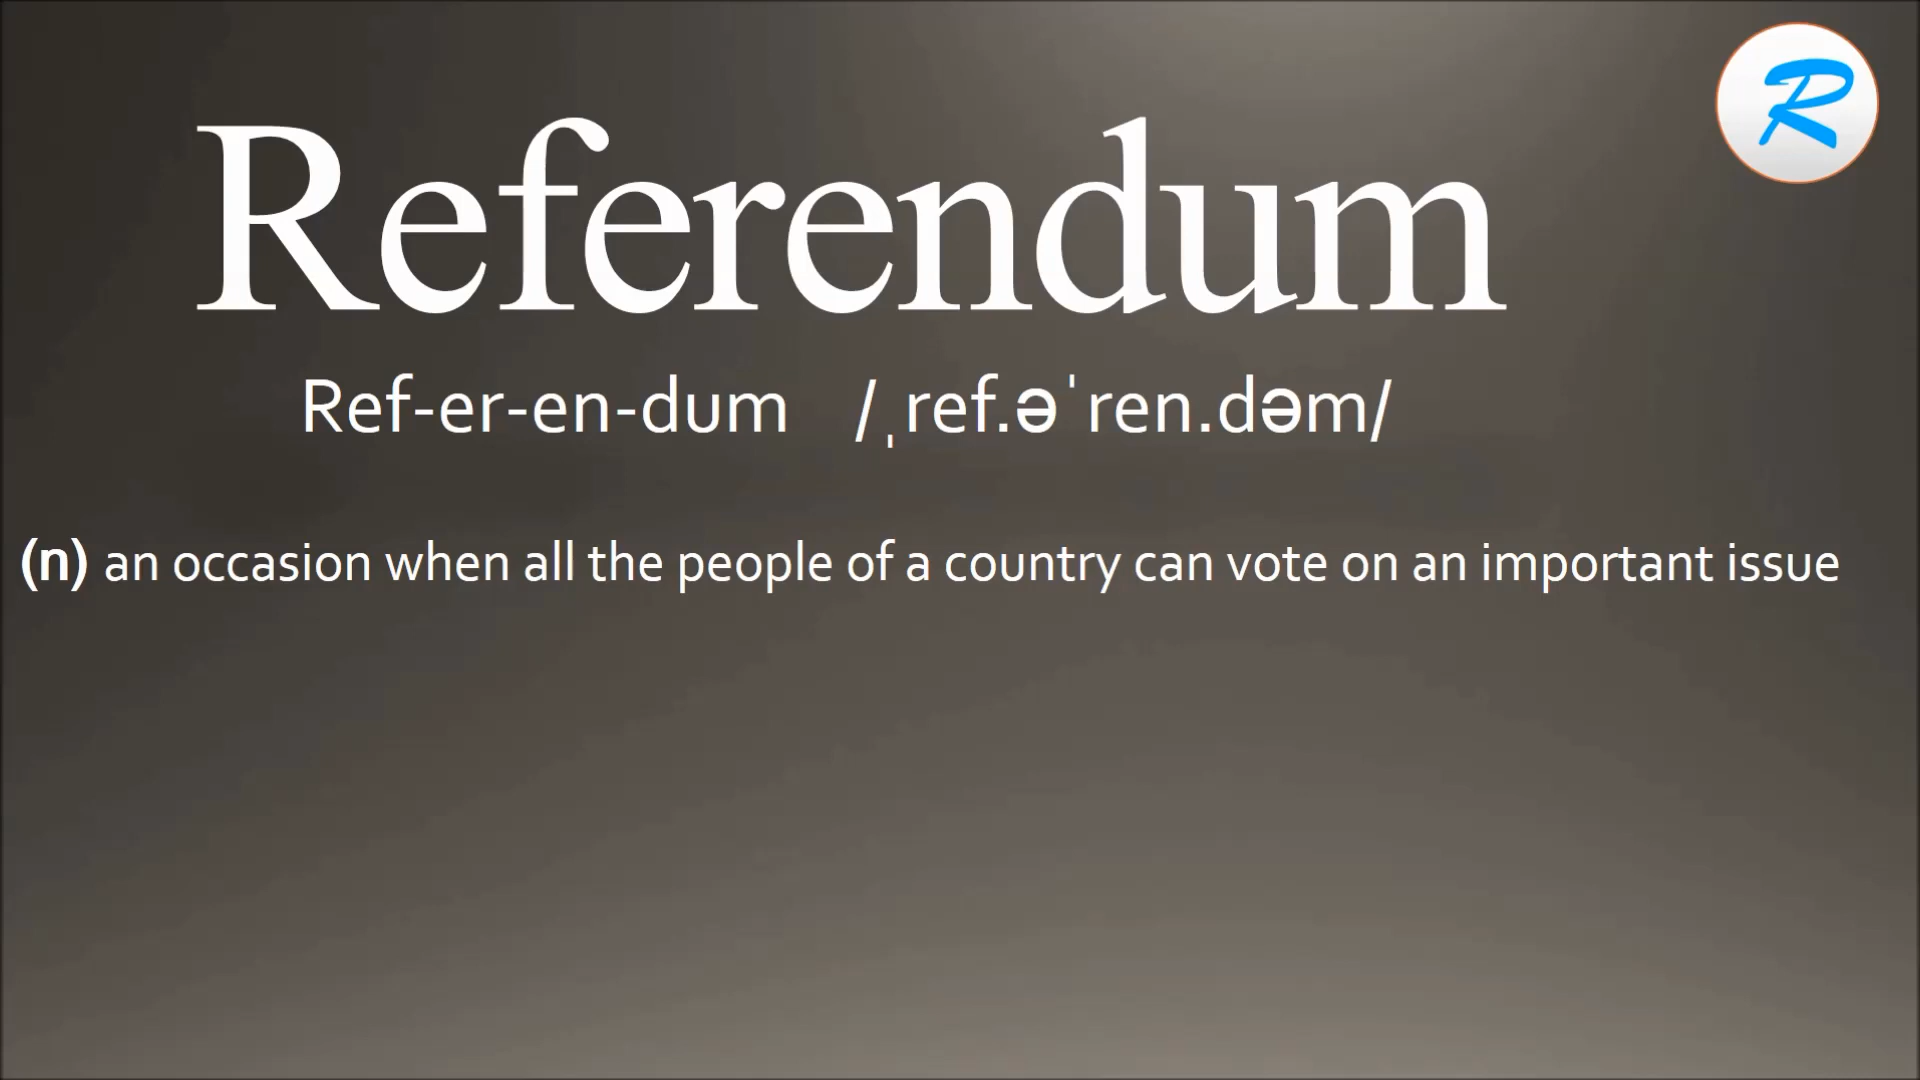 R
Referendum
Ref-er-en-dum /ˌref.əˈren.dəm/
(n) an occasion when all the people of a country can vote on an important issue